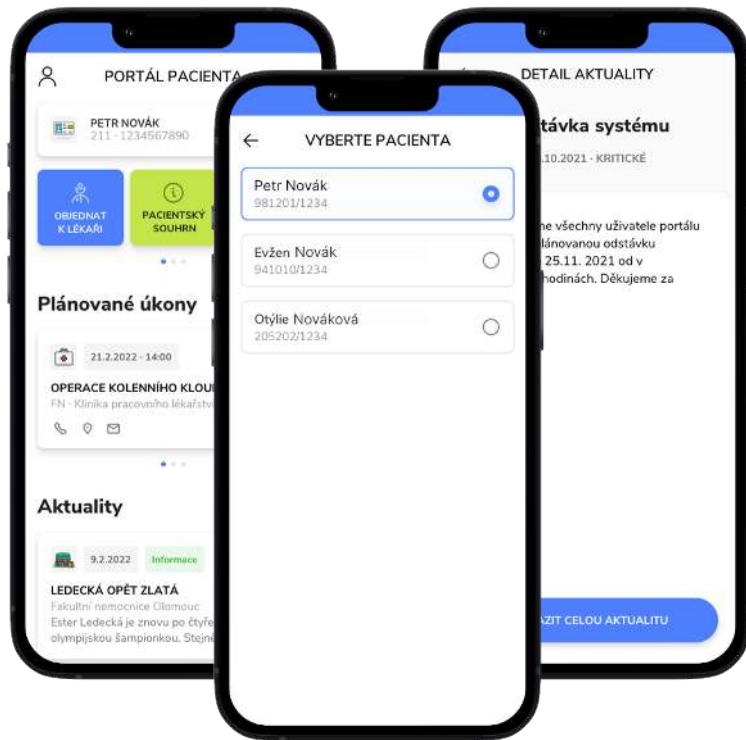 PORTÁL PACIENTA
PETR NOVÁK
211 - 1234567890
OBJEDNAT
K LÉKAŘI
PACIENTSKÝ
SOUHRN
Plánované úkony
21.2.2022 - 14:00
OPERACE KOLENNÍHO KLOU
FN - Klinika pracovního lékařstv
Aktuality
9.2.2022 Informace
LEDECKÁ OPĚT ZLATÁ
Fakultní nemocnice Olomouc
Ester Ledecká je znovu po čtyře
olympijskou šampionkou. Stejně
VYBERTE PACIENTA
Petr Novák
981201/1234
Evžen Novák
941010/1234
Otýlie Nováková
205202/1234
DETAIL AKTUALITY
távka systému
.10.2021 - KRITICKÉ
me všechny uživatele portálu
lánovanou odstávku
25.11. 2021 od v
hodinách. Děkujeme za
AZIT CELOU AKTUALITU